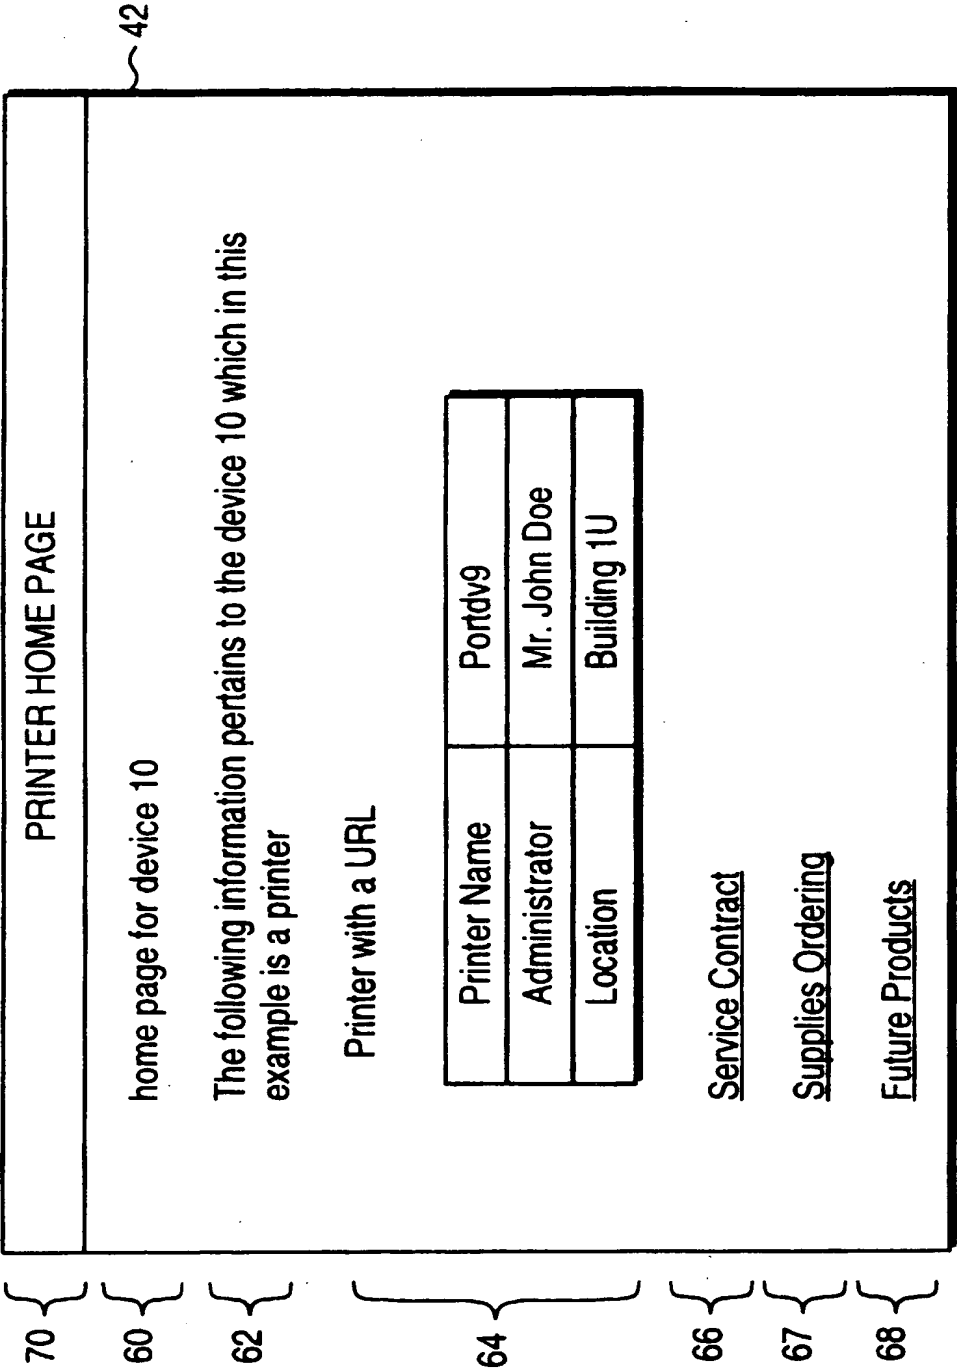 42
70 PRINTER HOME PAGE
60 home page for device 10
62 The following information pertains to the device 10 which in this
example is a printer
Printer with a URL
64
Printer Name Portdv9
Administrator Mr. John Doe
Location Building 1U
66 Service Contract
67 Supplies Ordering
68 Future Products